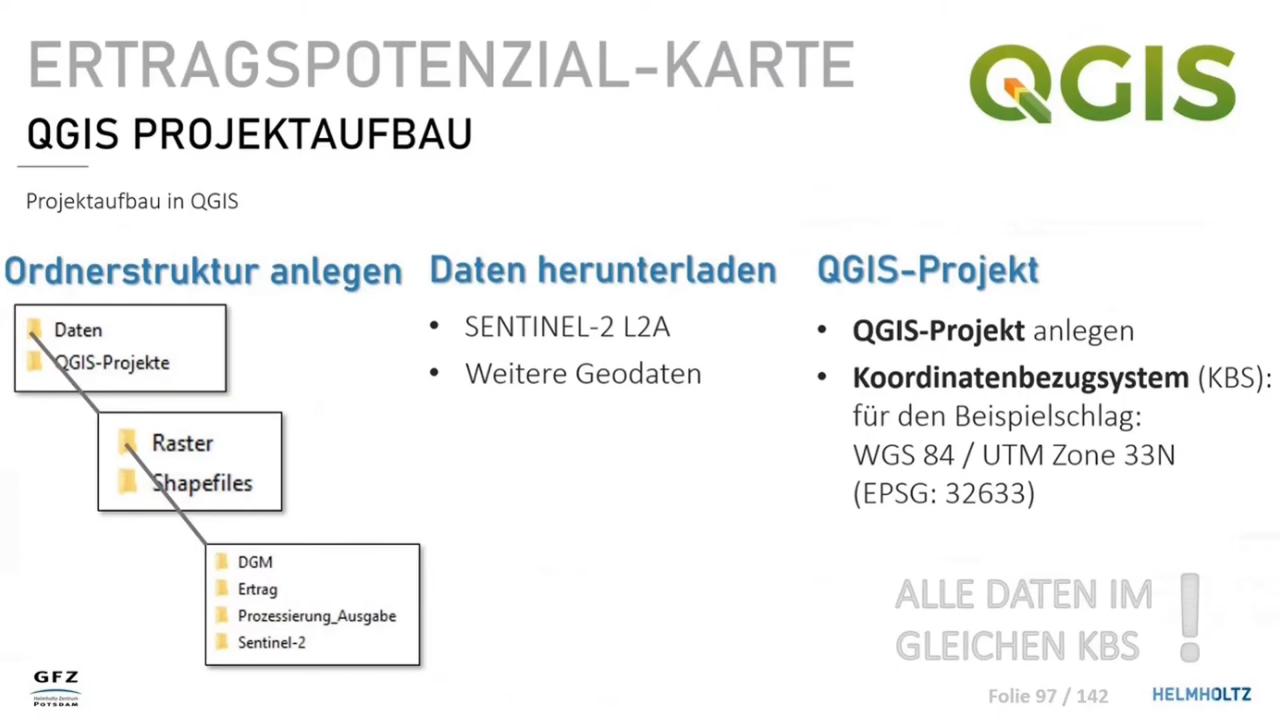 ERTRAGSPOTENZIAL-KARTE
QGIS
QGIS PROJEKTAUFBAU
Projektaufbau in QGIS
Ordnerstruktur anlegen
Daten
QGIS-Projekte
Raster
Shapefiles
DGM
Ertrag
Prozessierung_Ausgabe
Sentinel-2
Daten herunterladen
• SENTINEL-2 L2A
• Weitere Geodaten
QGIS-Projekt
• QGIS-Projekt anlegen
• Koordinatenbezugsystem (KBS):
für den Beispielschlag:
WGS 84 / UTM Zone 33N
(EPSG: 32633)
ALLE DATEN IM
GLEICHEN KBS !
GFZ
Helmholtz Zentrum
POTSDAM
Folie 97 / 142
HELMHOLTZ